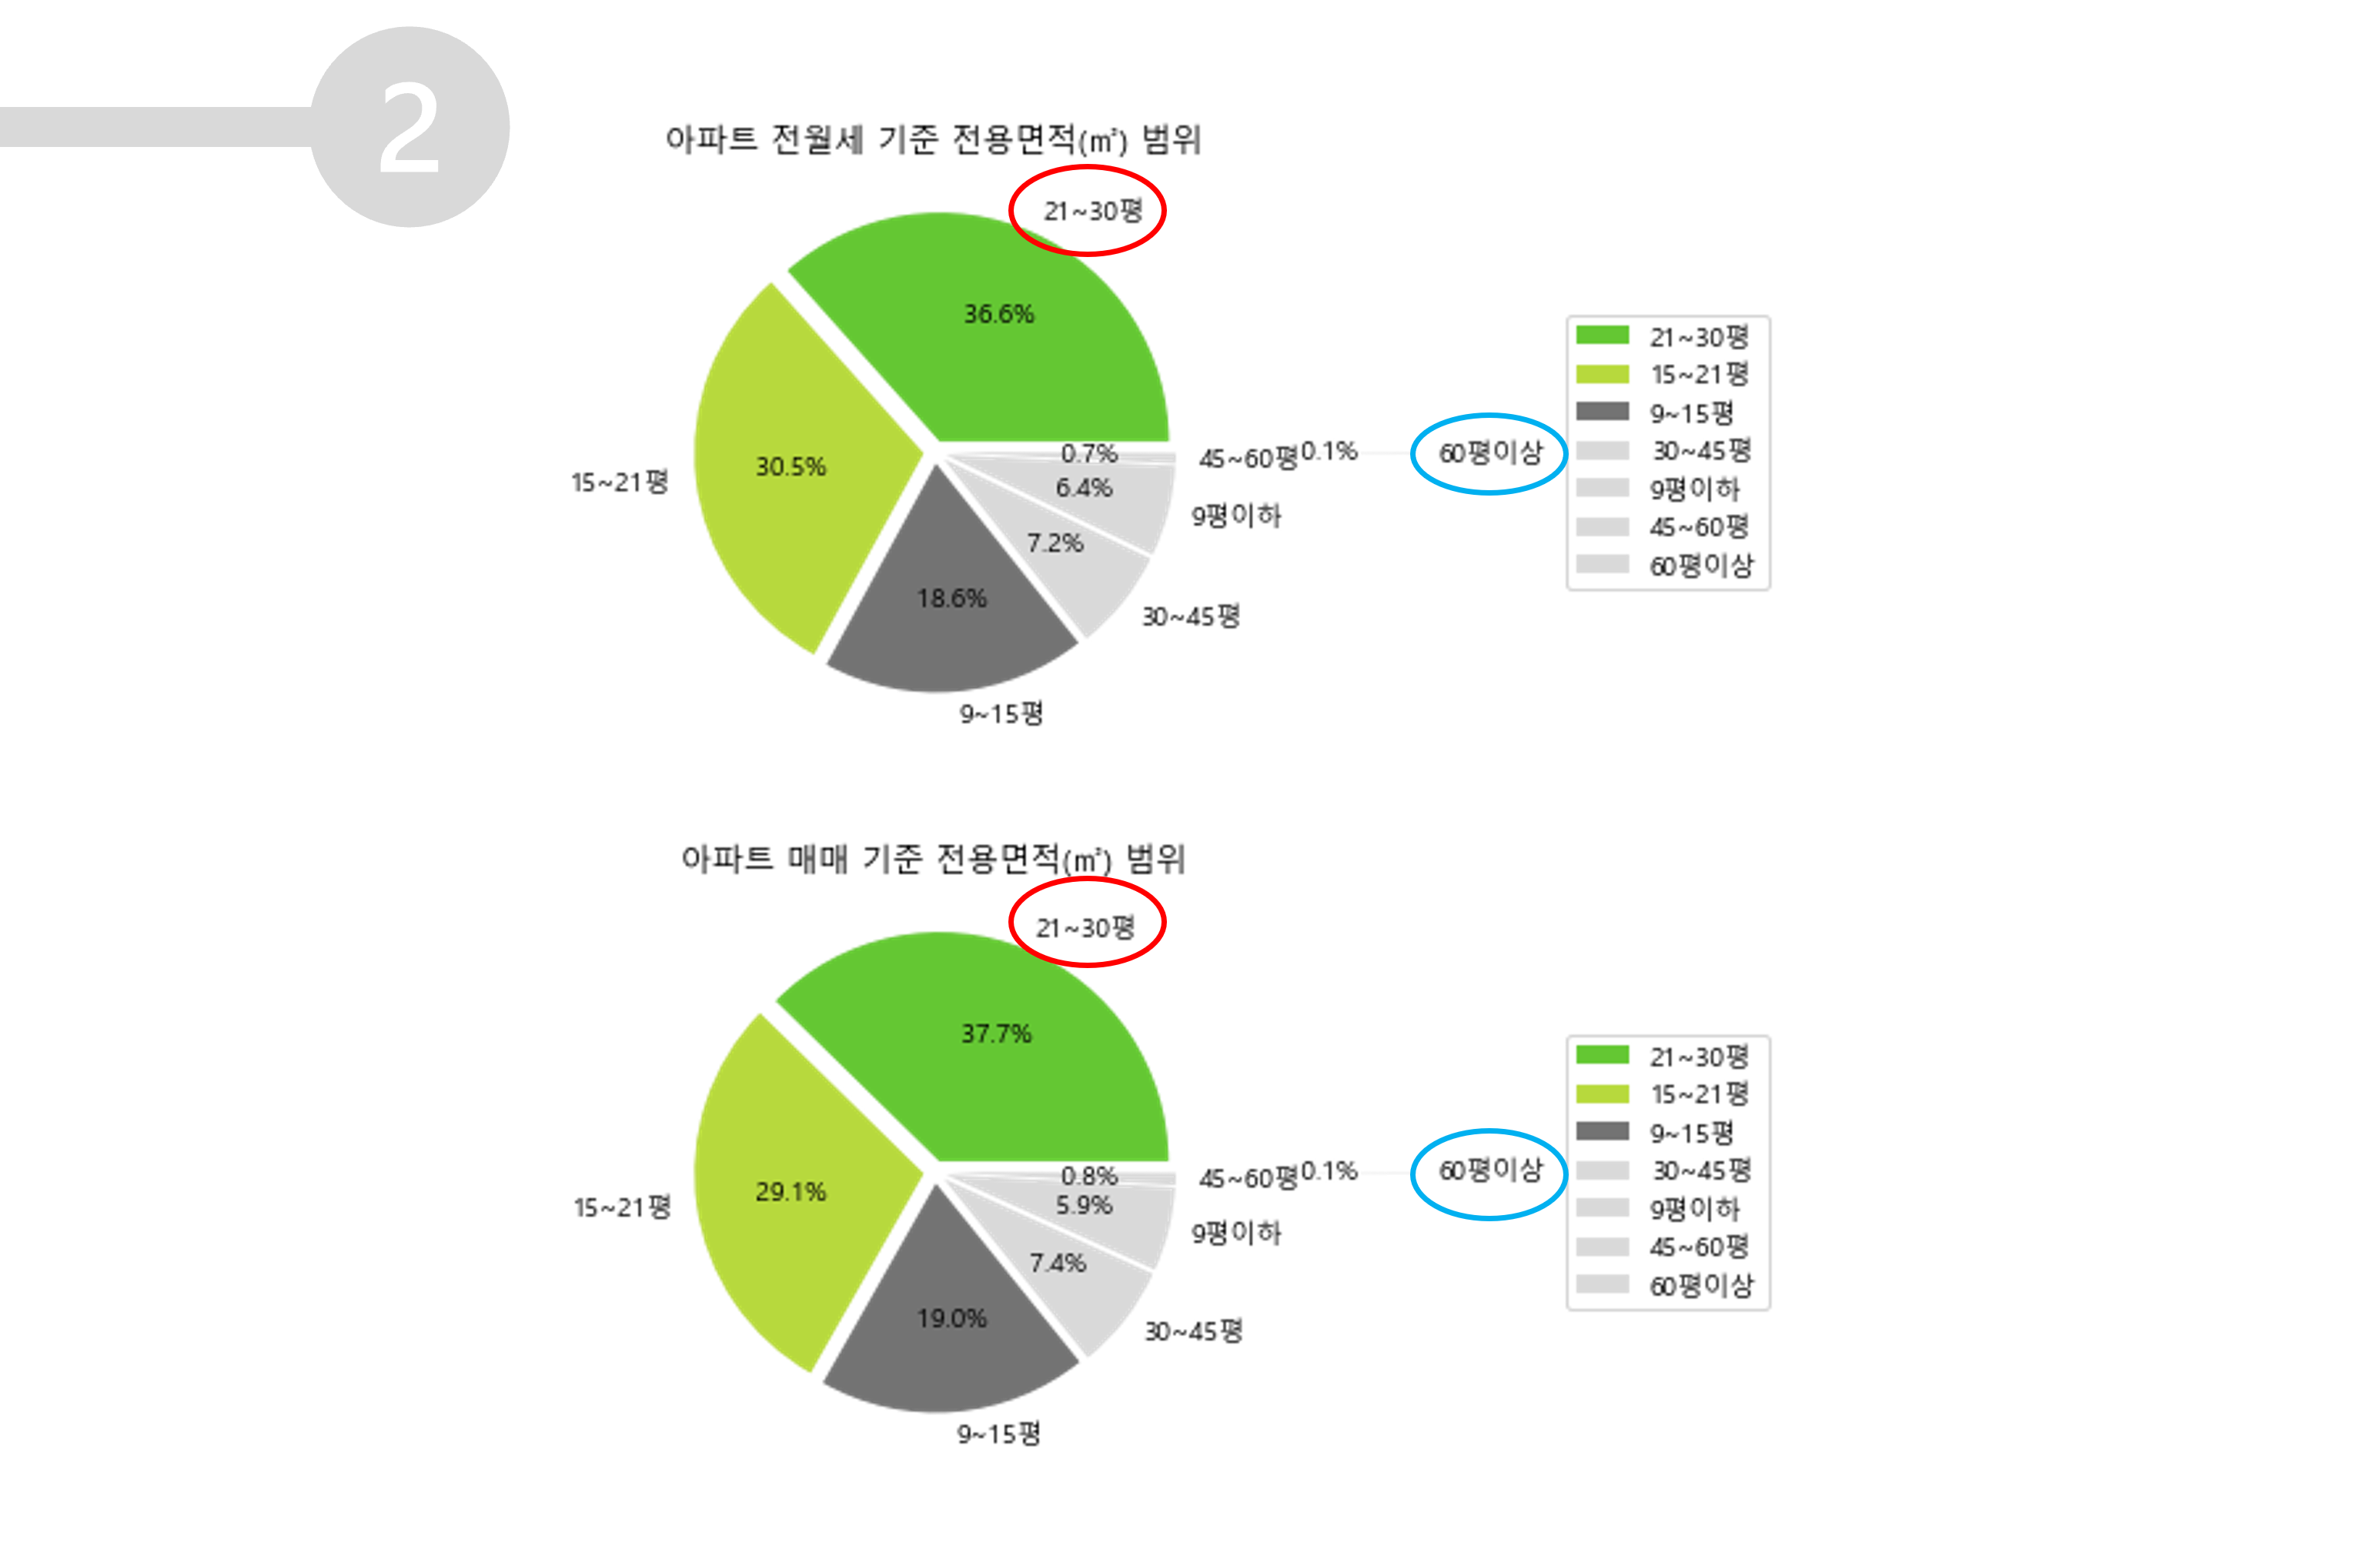 2
아파트 전월세 기준 전용면적(㎡) 범위
21~30평
36.6%
15~21평
30.5%
18.6%
9~15평
7.2%
30~45평
6.4%
9평이하
0.7%
45~60평
0.1%
60평이상
21~30평
15~21평
9~15평
30~45평
9평이하
45~60평
60평이상
아파트 매매 기준 전용면적(㎡) 범위
21~30평
37.7%
15~21평
29.1%
19.0%
9~15평
7.4%
30~45평
5.9%
9평이하
0.8%
45~60평
0.1%
60평이상
21~30평
15~21평
9~15평
30~45평
9평이하
45~60평
60평이상